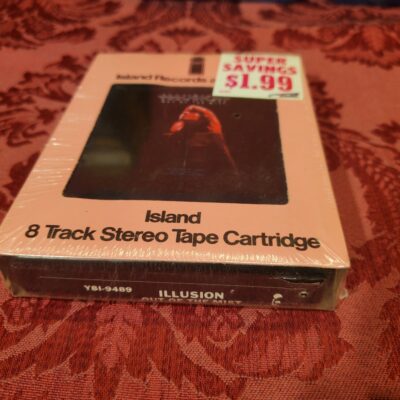 SUPER
SAVINGS
$1.99
Island Records
Island
8 Track Stereo Tape Cartridge
Y8I-9489
ILLUSION
OUT OF THE MIST